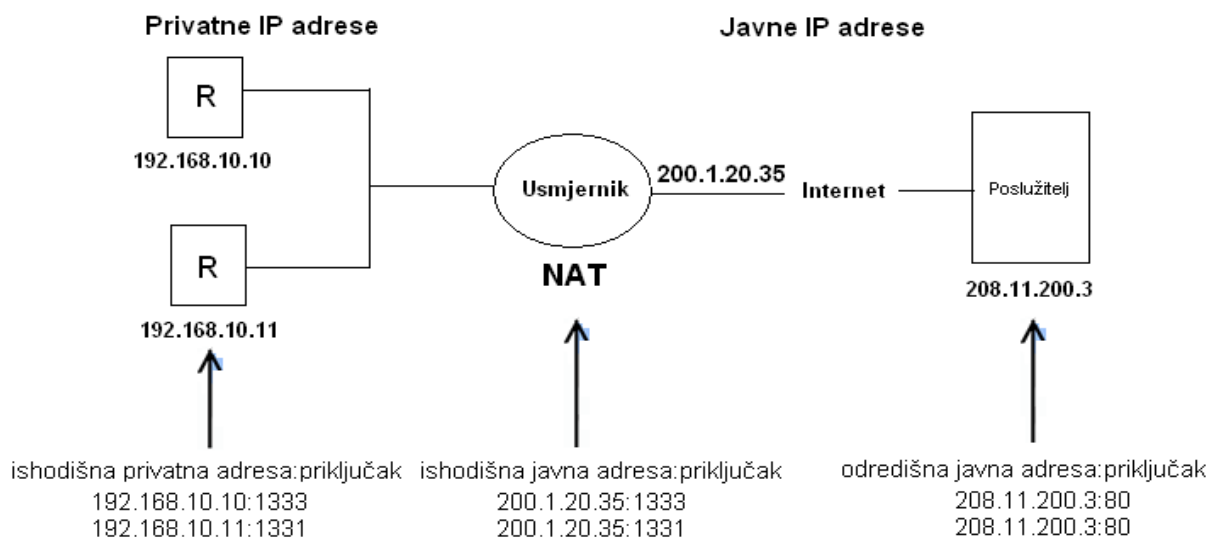 Privatne IP adrese
Javne IP adrese
R
192.168.10.10
R
192.168.10.11
Usmjernik
NAT
200.1.20.35
Internet
Poslužitelj
208.11.200.3
ishodišna privatna adresa:priključak
192.168.10.10:1333
192.168.10.11:1331
ishodišna javna adresa:priključak
200.1.20.35:1333
200.1.20.35:1331
odredišna javna adresa:priključak
208.11.200.3:80
208.11.200.3:80